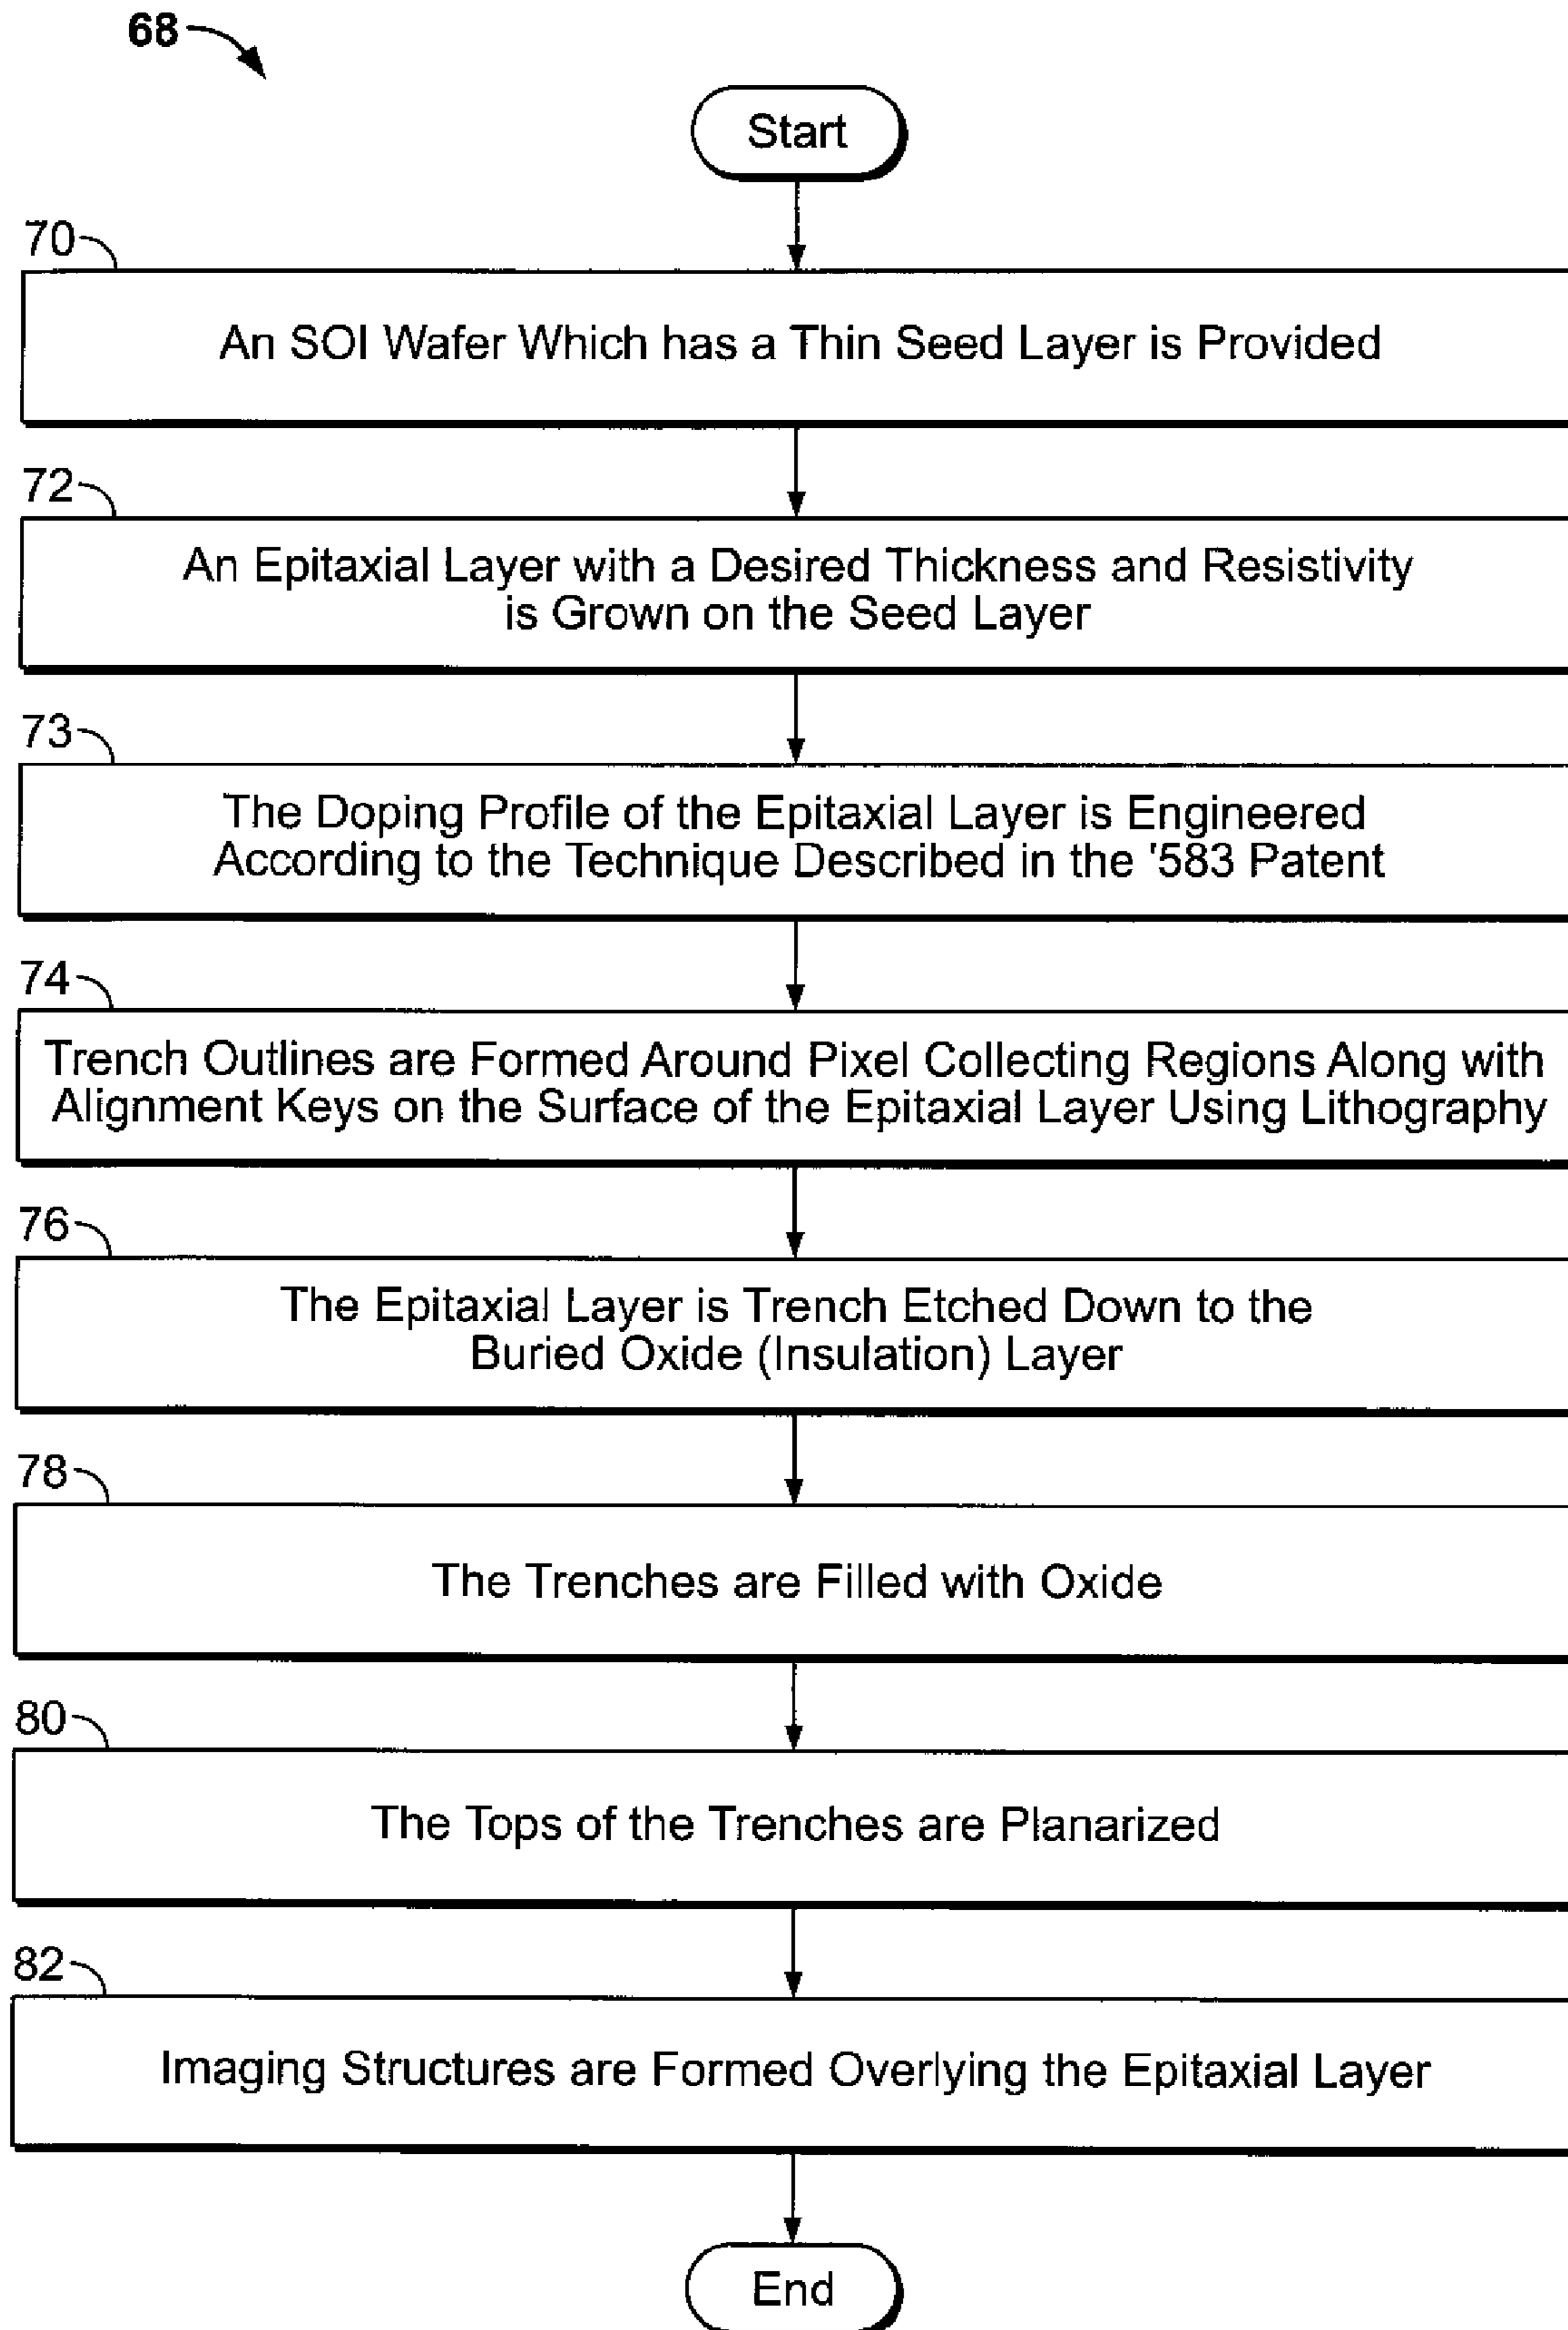 68
Start
70
An SOI Wafer Which has a Thin Seed Layer is Provided
72
An Epitaxial Layer with a Desired Thickness and Resistivity
is Grown on the Seed Layer
73
The Doping Profile of the Epitaxial Layer is Engineered
According to the Technique Described in the '583 Patent
74
Trench Outlines are Formed Around Pixel Collecting Regions Along with
Alignment Keys on the Surface of the Epitaxial Layer Using Lithography
76
The Epitaxial Layer is Trench Etched Down to the
Buried Oxide (Insulation) Layer
78
The Trenches are Filled with Oxide
80
The Tops of the Trenches are Planarized
82
Imaging Structures are Formed Overlying the Epitaxial Layer
End